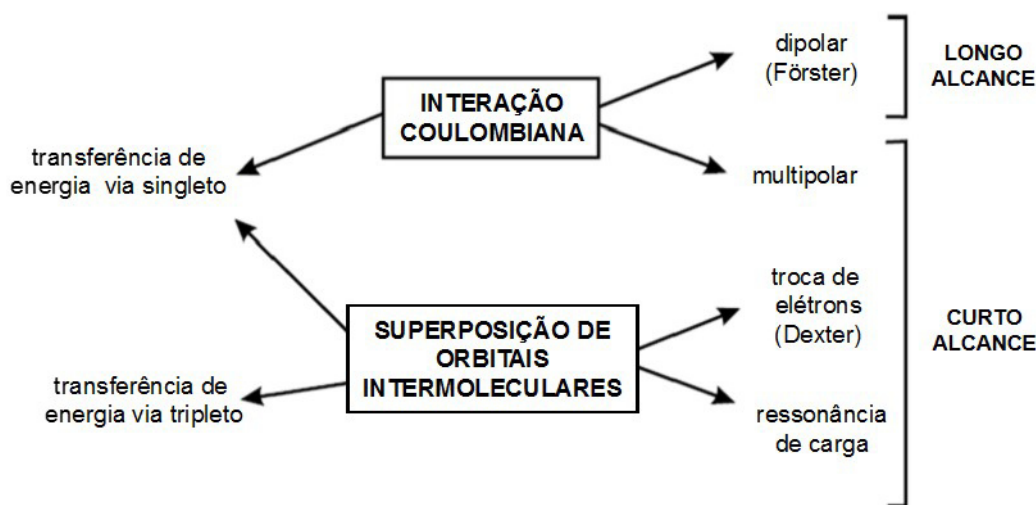 dipolar
(Förster)
LONGO
ALCANCE
INTERAÇÃO
COULOMBIANA
transferência de
energia via singleto
multipolar
troca de
elétrons
(Dexter)
SUPERPOSIÇÃO DE
ORBITAIS
INTERMOLECULARES
CURTO
ALCANCE
transferência de
energia via tripleto
ressonância
de carga